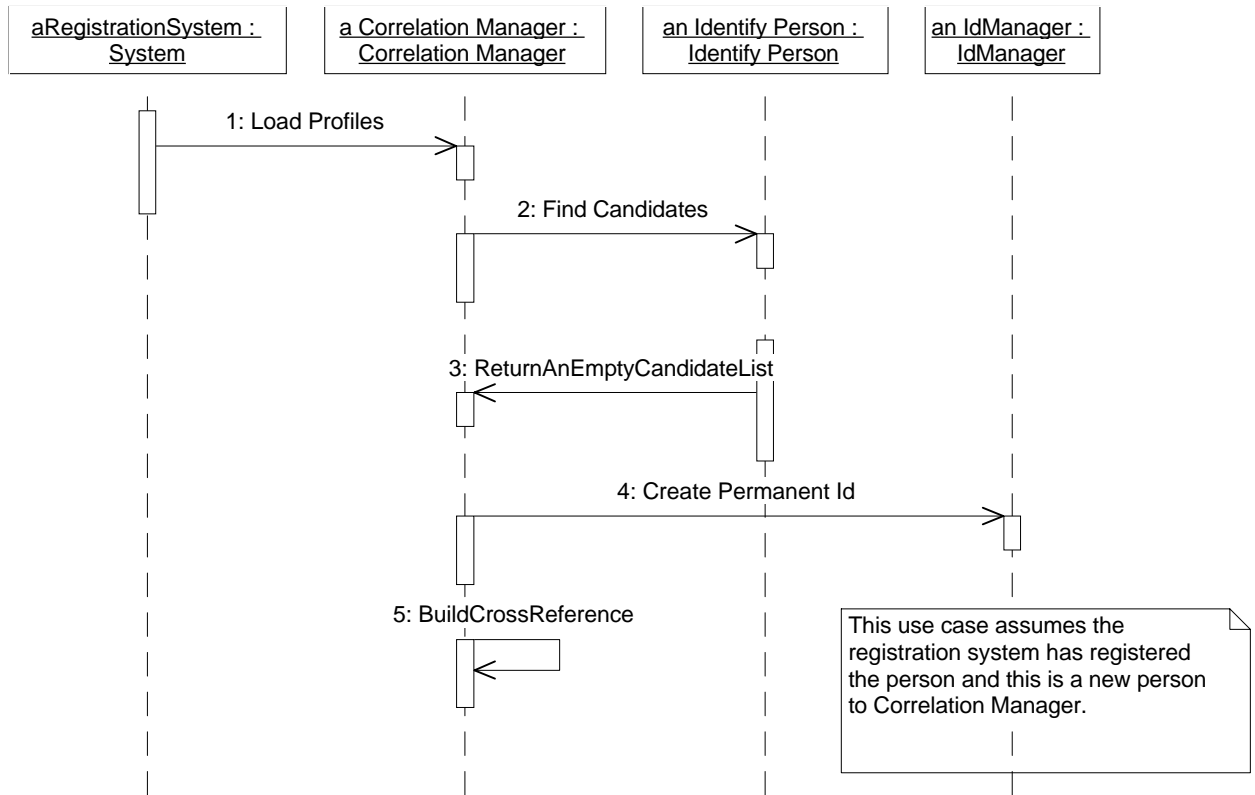 aRegistrationSystem :
System
a Correlation Manager :
Correlation Manager
an Identify Person :
Identify Person
an IdManager :
IdManager
1: Load Profiles
2: Find Candidates
3: ReturnAnEmptyCandidateList
4: Create Permanent Id
5: BuildCrossReference
This use case assumes the
registration system has registered
the person and this is a new person
to Correlation Manager.